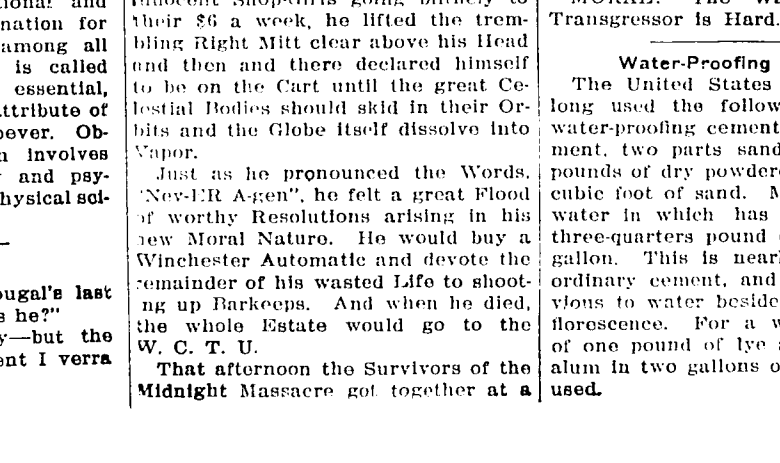 tional and
nation for
among all
is called
essential,
attribute of
oever. Ob-
n involves
and psy-
hysical sci-
ougal's last
s he?"
y—but the
ent I verra
their $6 a week, he lifted the trem-
bling Right Mitt clear above his Head
and then and there declared himself
to be on the Cart until the great Ce-
lestial Bodies should skid in their Or-
bits and the Globe itself dissolve into
Vapor.
Just as he pronounced the Words,
"Nev-ER A-gen", he felt a great Flood
of worthy Resolutions arising in his
new Moral Nature. He would buy a
Winchester Automatic and devote the
remainder of his wasted Life to shoot-
ng up Barkeeps. And when he died,
the whole Estate would go to the
W. C. T. U.
That afternoon the Survivors of the
Midnight Massacre got together at a
Transgressor is Hard.
Water-Proofing
The United States
long used the follow
water-proofing cement
ment, two parts sand
pounds of dry powdere
cubic foot of sand. M
water in which has
three-quarters pound
gallon. This is near
ordinary cement, and
vious to water beside
florescence. For a w
of one pound of lye
alum in two gallons o
used.